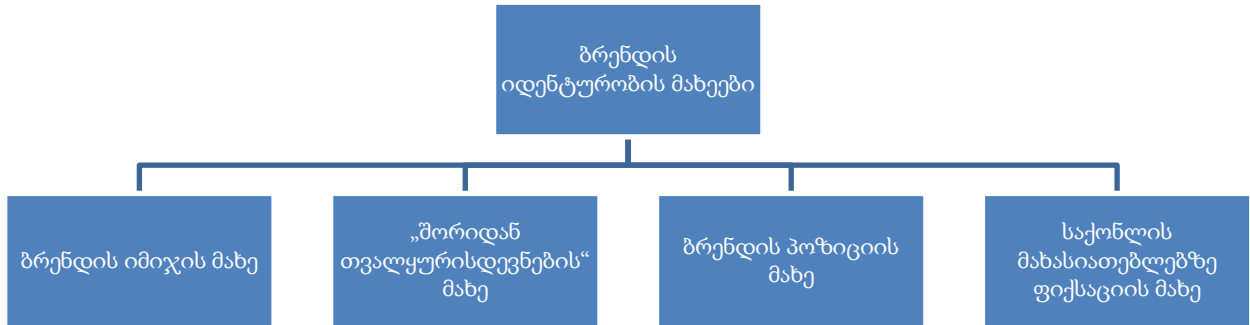 ბრენდის
იდენტურობის მახეები
ბრენდის იმიჯის მახე
„შორიდან
თვალყურისდევნების“
მახე
ბრენდის პოზიციის
მახე
საქონლის
მახასიათებლებზე
ფიქსაციის მახე